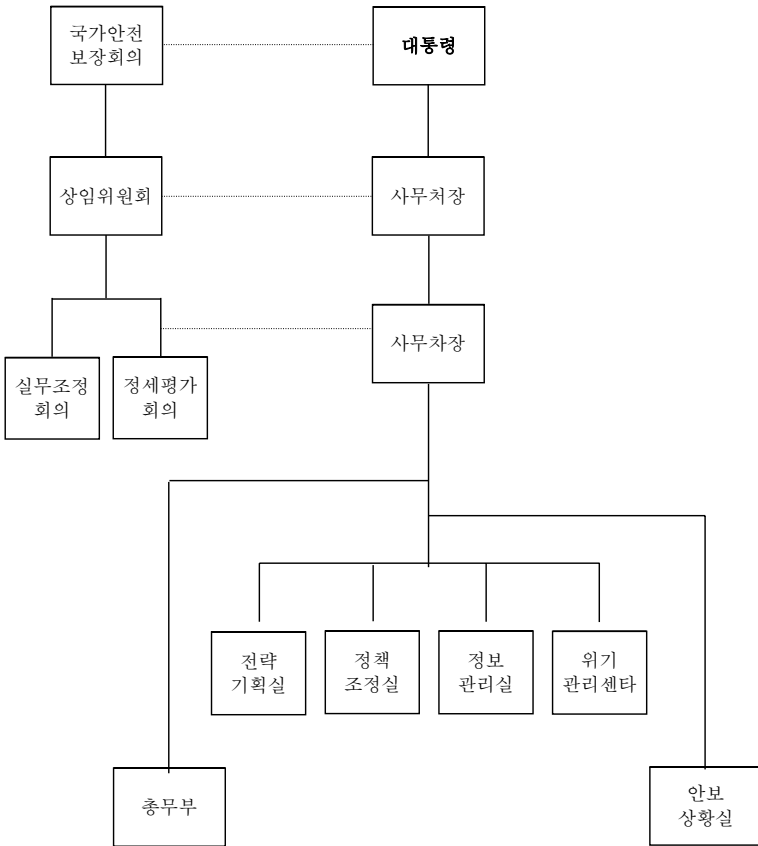 국가안전
보장회의
대통령
상임위원회
사무처장
사무차장
실무조정
회의
정세평가
회의
전략
기획실
정책
조정실
정보
관리실
위기
관리센타
총무부
안보
상황실